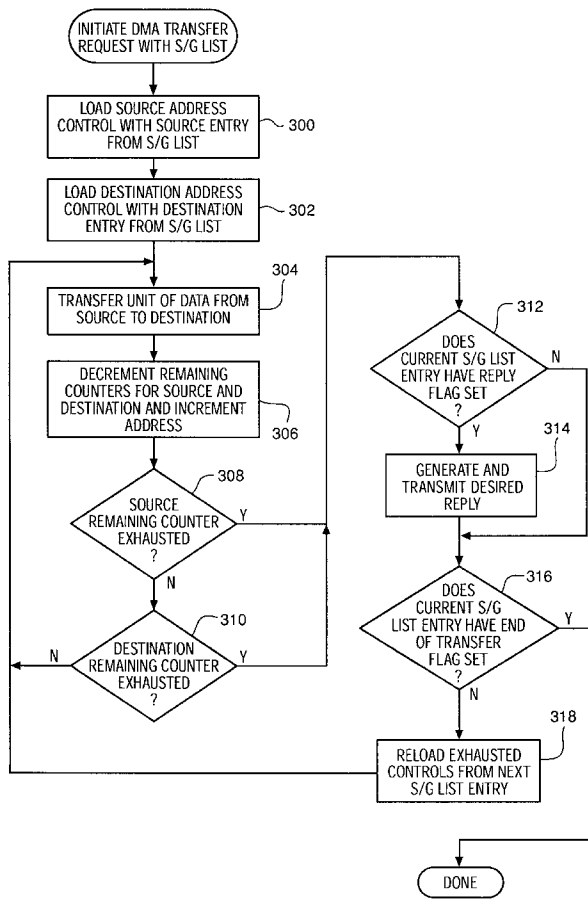 INITIATE DMA TRANSFER
REQUEST WITH S/G LIST
LOAD SOURCE ADDRESS
CONTROL WITH SOURCE ENTRY
FROM S/G LIST
300
LOAD DESTINATION ADDRESS
CONTROL WITH DESTINATION
ENTRY FROM S/G LIST
302
TRANSFER UNIT OF DATA FROM
SOURCE TO DESTINATION
304
DECREMENT REMAINING
COUNTERS FOR SOURCE AND
DESTINATION AND INCREMENT
ADDRESS
306
308
SOURCE
REMAINING COUNTER
EXHAUSTED
?
Y
N
310
DESTINATION
REMAINING COUNTER
EXHAUSTED
?
N
Y
312
DOES
CURRENT S/G LIST
ENTRY HAVE REPLY
FLAG SET
?
N
Y
314
GENERATE AND
TRANSMIT DESIRED
REPLY
316
DOES
CURRENT S/G
LIST ENTRY HAVE END
OF TRANSFER
FLAG SET
?
Y
N
318
RELOAD EXHAUSTED
CONTROLS FROM NEXT
S/G LIST ENTRY
DONE